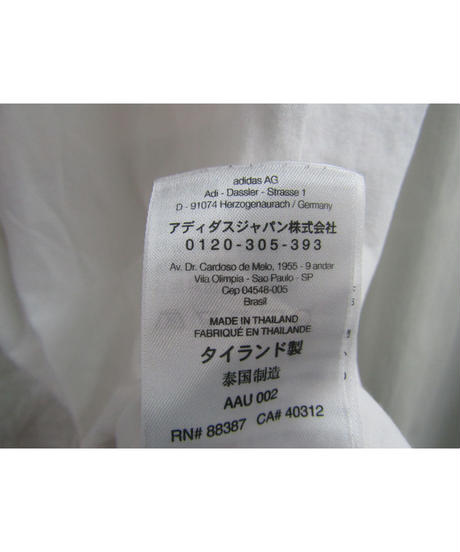 adidas AG
Adi - Dassler - Strasse 1
D - 91074 Herzogenaurach / Germany
アディダスジャパン株式会社
0120-305-393
Av. Dr. Cardoso de Melo, 1955 - 9 andar
Vila Olimpia - Sao Paulo - SP
Cep 04548-005
Brasil
MADE IN THAILAND
FABRIQUÉ EN THAÏLANDE
タイランド製
泰国制造
AAU 002
RN# 88387 CA# 40312